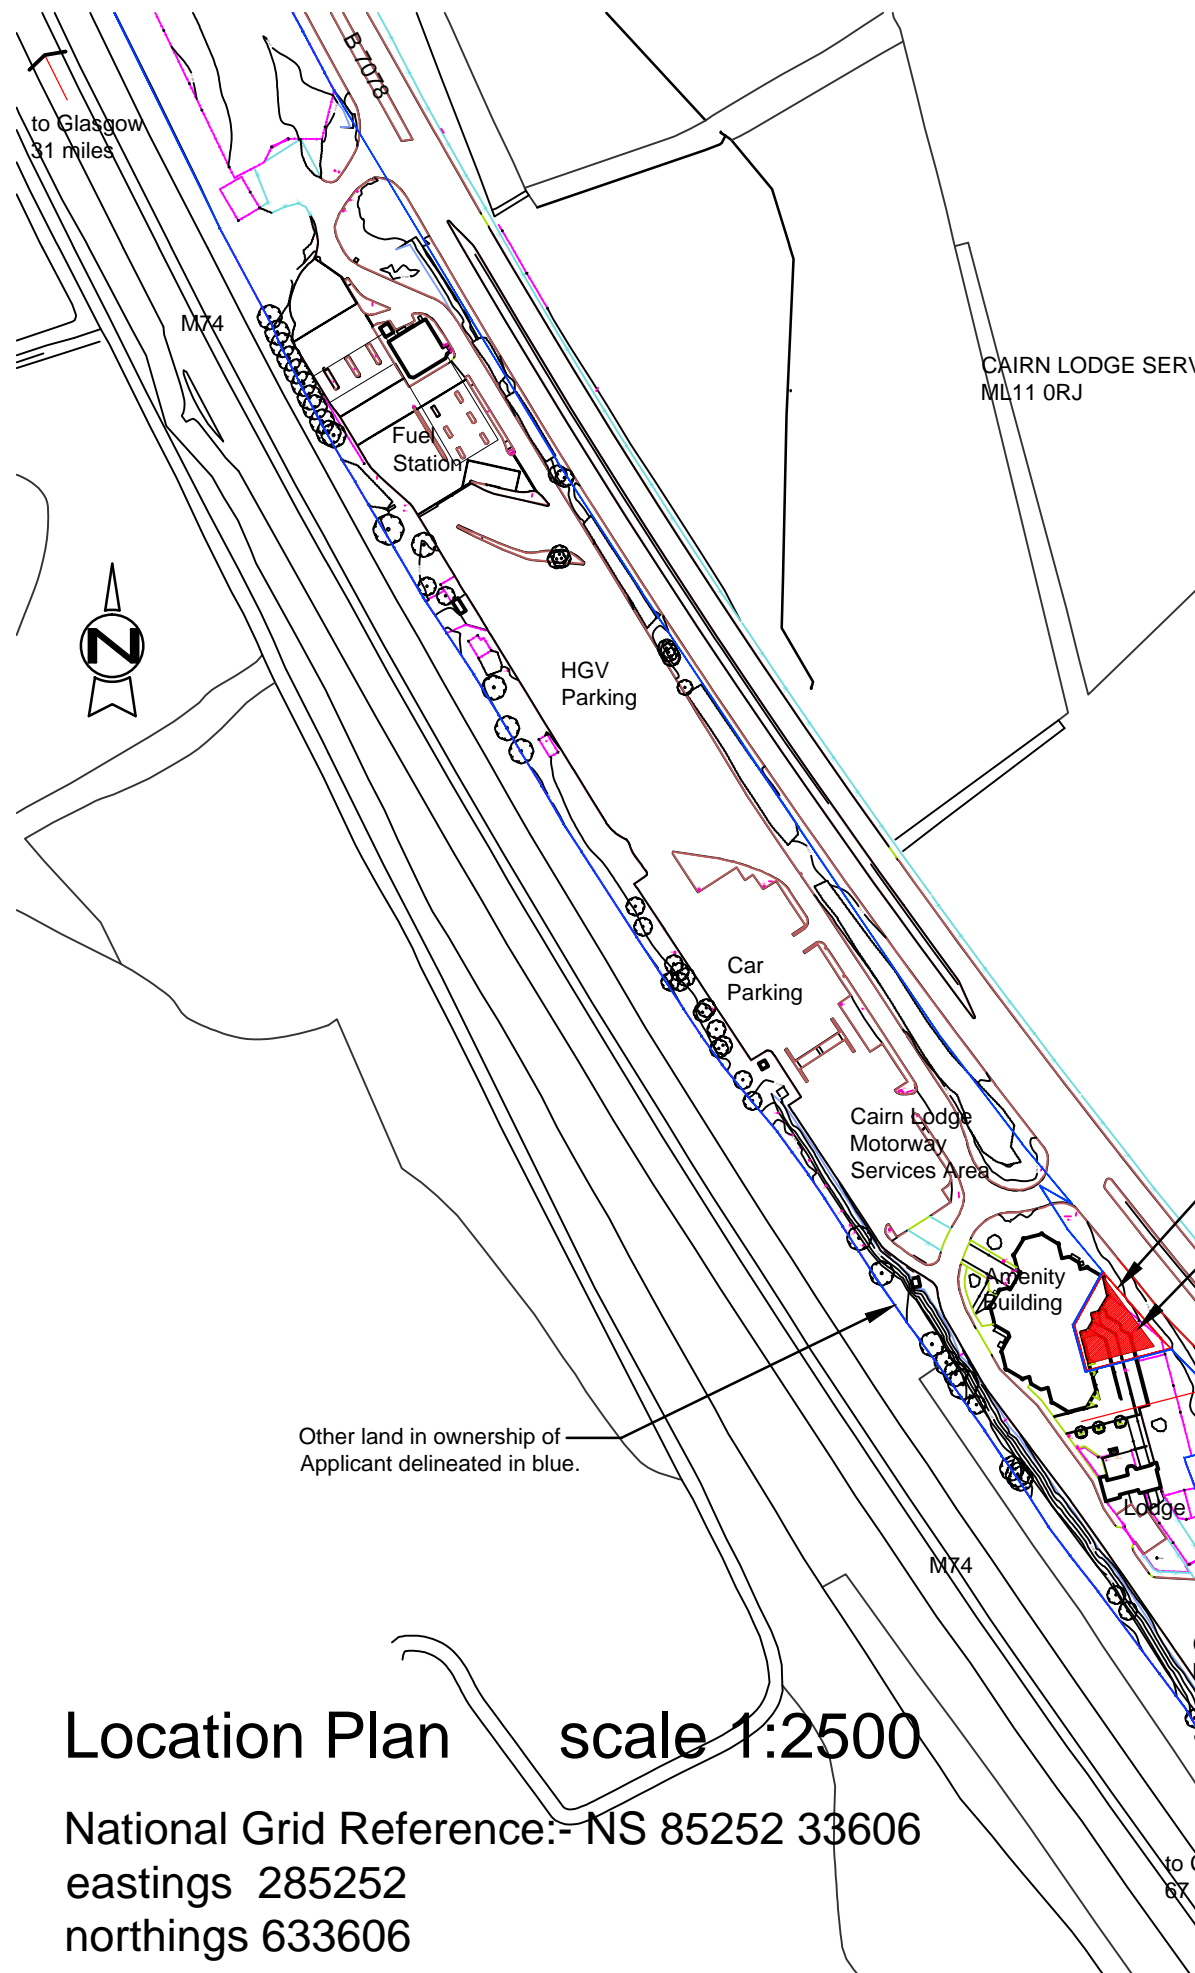 B 7078
to Glasgow
31 miles
M74
CAIRN LODGE SERV
ML11 0RJ
Fuel
Station
N
HGV
Parking
Car
Parking
Cairn Lodge
Motorway
Services Area
Amenity
Building
Other land in ownership of
Applicant delineated in blue.
Lodge
M74
Location Plan scale 1:2500
National Grid Reference:- NS 85252 33606
eastings 285252
northings 633606
to
67